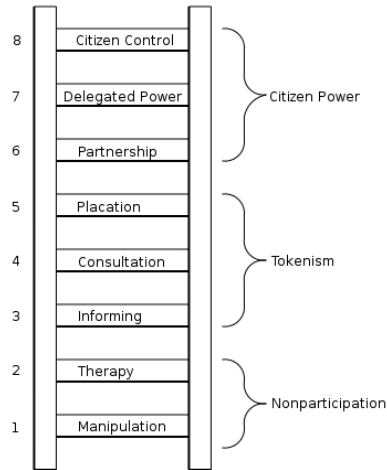 8 Citizen Control
7 Delegated Power
Citizen Power
6 Partnership
5 Placation
4 Consultation
Tokenism
3 Informing
2 Therapy
Nonparticipation
1 Manipulation